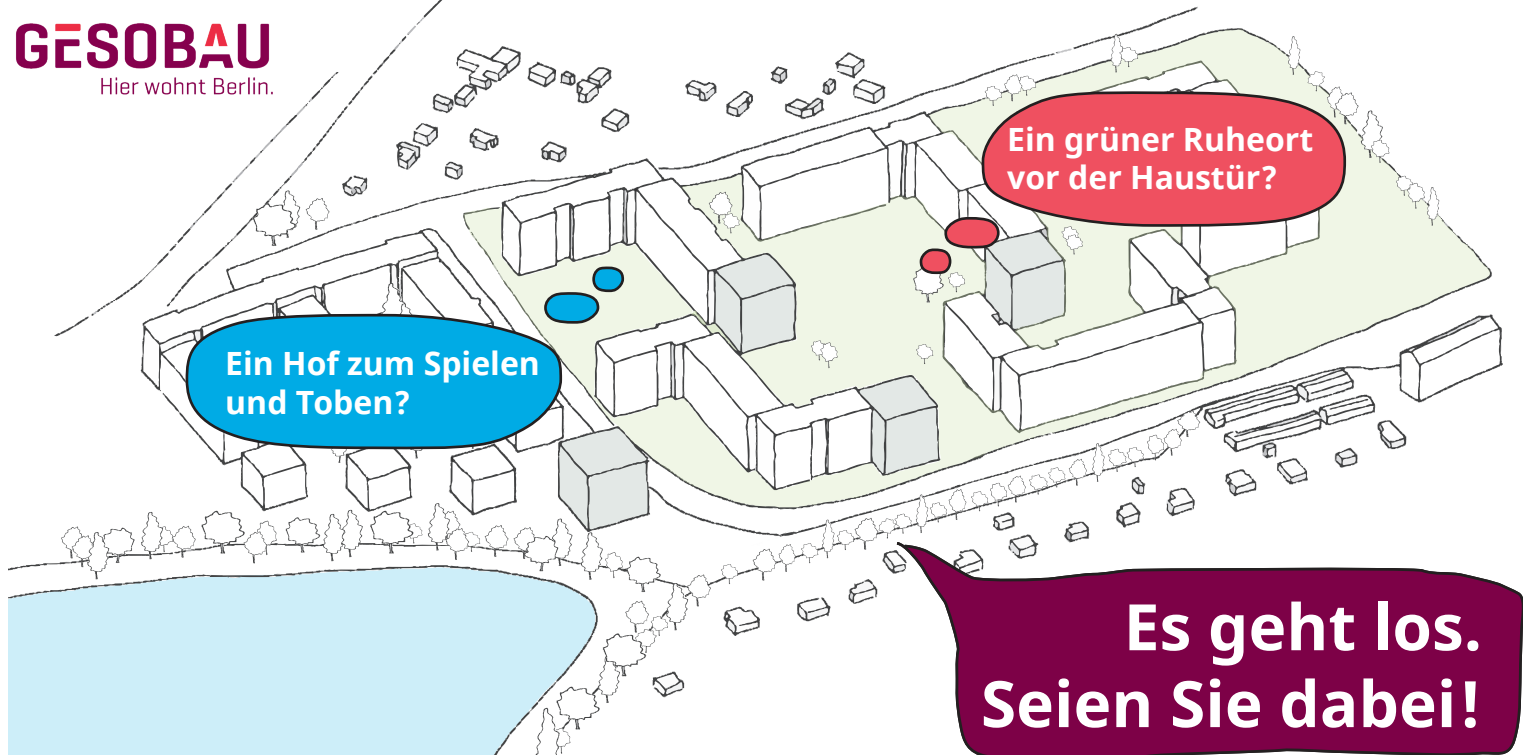 GESOBAU
Hier wohnt Berlin.
Ein grüner Ruheort
vor der Haustür?
Ein Hof zum Spielen
und Toben?
Es geht los.
Seien Sie dabei!